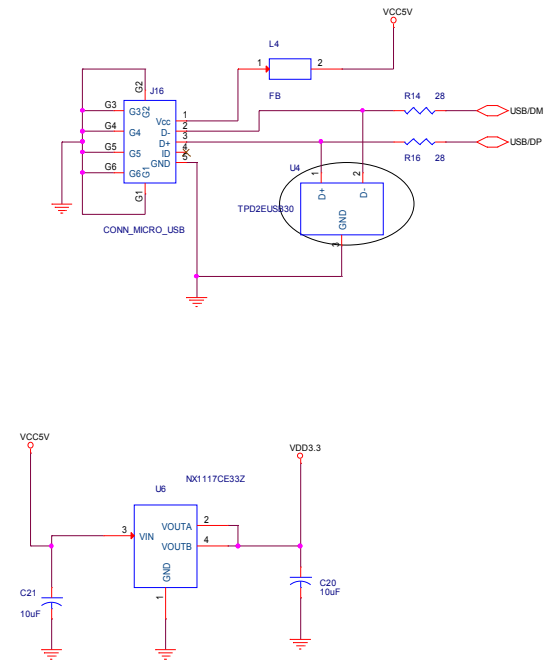 VCC5V
L4
1 2
FB
J16
G2
G3 G3 G2 Vcc 1
R14 28
USB/DM
G4 G4 D- 2
D+ 3
G5 G5 ID 4
G6 G6 G1 GND 5
G1
CONN_MICRO_USB
USB/DP
R16 28
U4
1 2
D+ D-
TPD2EUSB30
GND
3
VCC5V
VDD3.3
NX1117CE33Z
U6
3 VIN VOUTA 2
VOUTB 4
GND
1
C21
10uF
C20
10uF